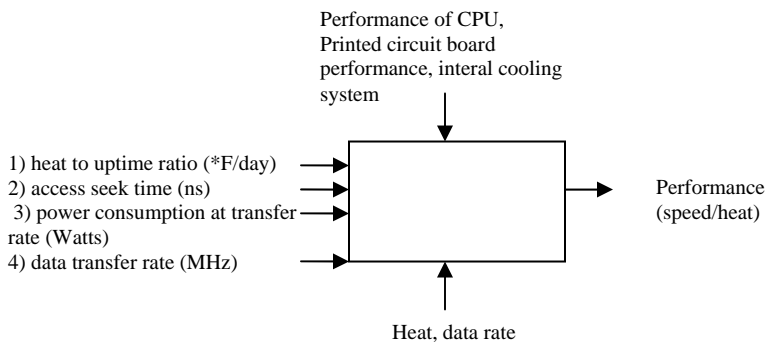 Performance of CPU,
Printed circuit board
performance, interal cooling
system
1) heat to uptime ratio (*F/day)
2) access seek time (ns)
3) power consumption at transfer
rate (Watts)
4) data transfer rate (MHz)
Performance
(speed/heat)
Heat, data rate